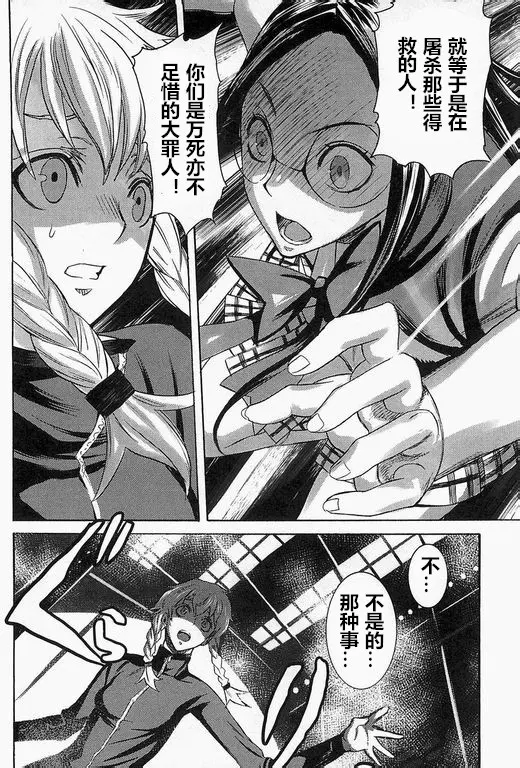 就等于是在
屠杀那些得
救的人！
你们是万死亦不
足惜的大罪人！
不…
不是的…
那种事…